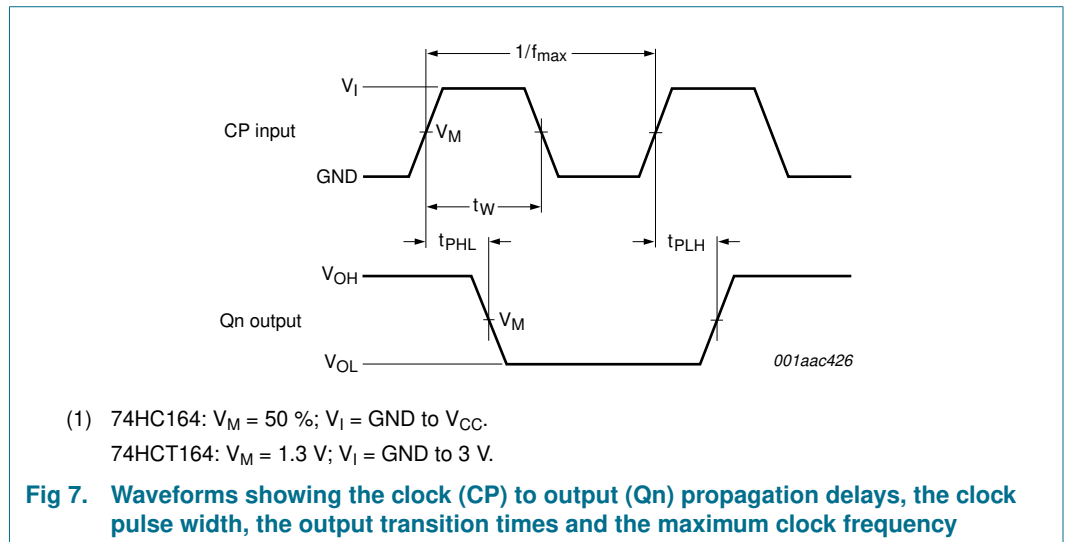 1/fmax
VI
CP input
VM
GND
tW
tPHL
tPLH
VOH
Qn output
VM
VOL
001aac426
(1) 74HC164: VM = 50 %; VI = GND to VCC.
74HCT164: VM = 1.3 V; VI = GND to 3 V.
Fig 7. Waveforms showing the clock (CP) to output (Qn) propagation delays, the clock
pulse width, the output transition times and the maximum clock frequency